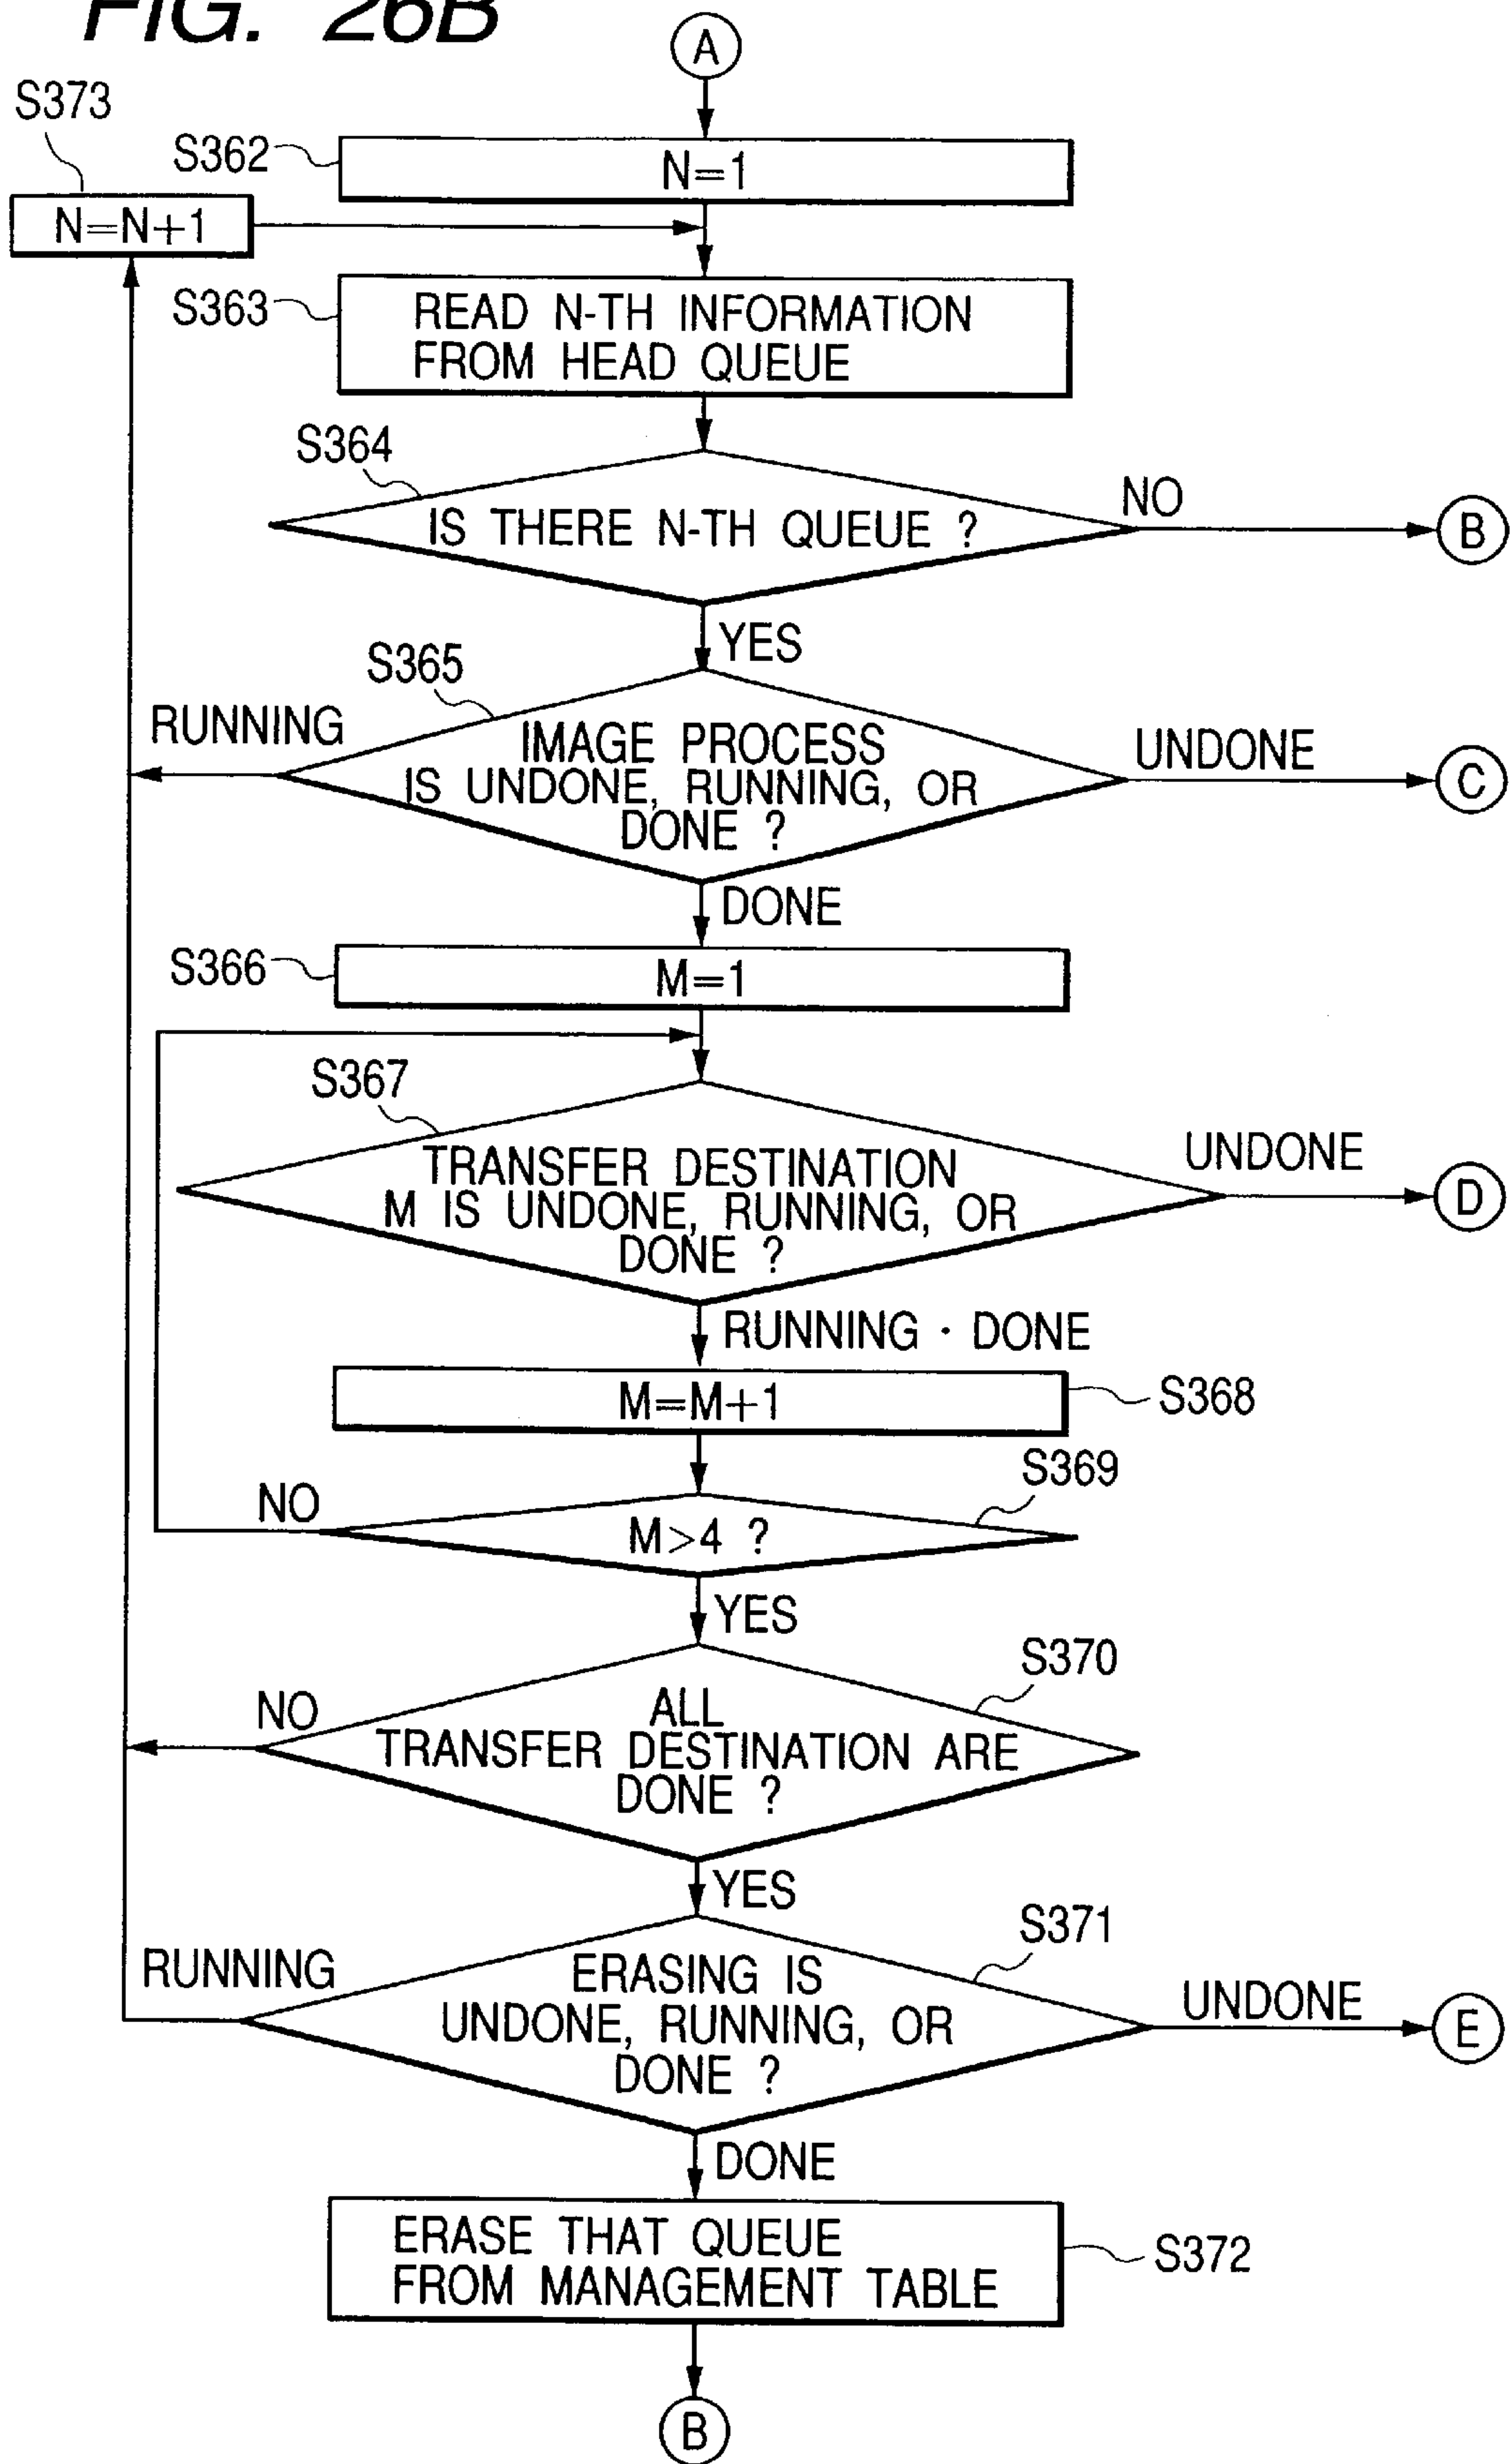 FIG. 26B
A
S373
S362
N=1
N=N+1
S363
READ N-TH INFORMATION
FROM HEAD QUEUE
S364
IS THERE N-TH QUEUE ?
NO
B
YES
S365
RUNNING
IMAGE PROCESS
IS UNDONE, RUNNING, OR
DONE ?
UNDONE
C
DONE
S366
M=1
S367
TRANSFER DESTINATION
M IS UNDONE, RUNNING, OR
DONE ?
UNDONE
D
RUNNING · DONE
M=M+1
S368
S369
NO
M>4 ?
YES
S370
NO
ALL
TRANSFER DESTINATION ARE
DONE ?
YES
S371
RUNNING
ERASING IS
UNDONE, RUNNING, OR
DONE ?
UNDONE
E
DONE
ERASE THAT QUEUE
FROM MANAGEMENT TABLE
S372
B